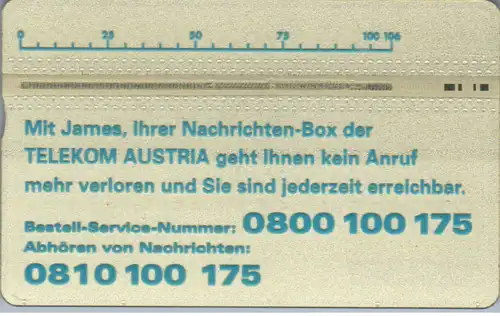 0 25 50 75 100 106
Mit James, Ihrer Nachrichten-Box der
TELEKOM AUSTRIA geht Ihnen kein Anruf
mehr verloren und Sie sind jederzeit erreichbar.
Bestell-Service-Nummer: 0800 100 175
Abhören von Nachrichten:
0810 100 175